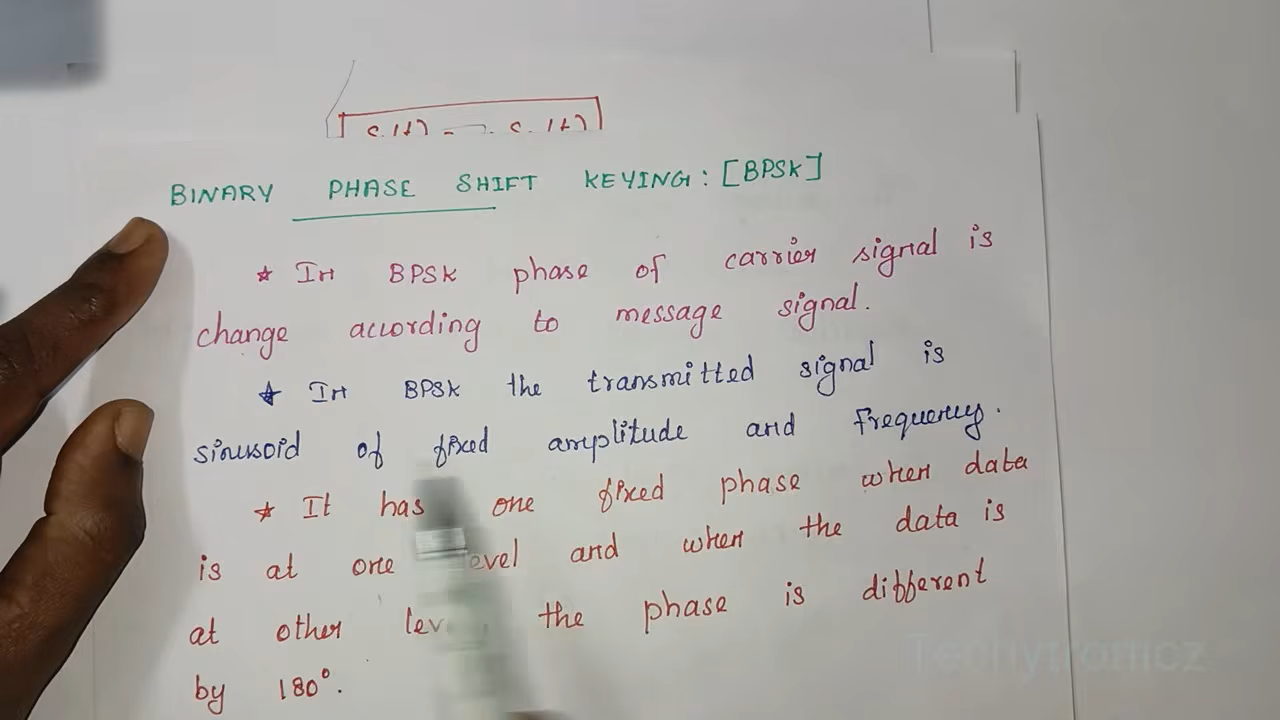 BINARY PHASE SHIFT KEYING: [BPSK]
* In BPSK phase of carrier signal is
change according to message signal.
* In BPSK the transmitted signal is
sinusoid of fixed amplitude and frequency.
* It has one fixed phase when data
is at one level and when the data is
at other level the phase is different
by 180°.
Techytronicz